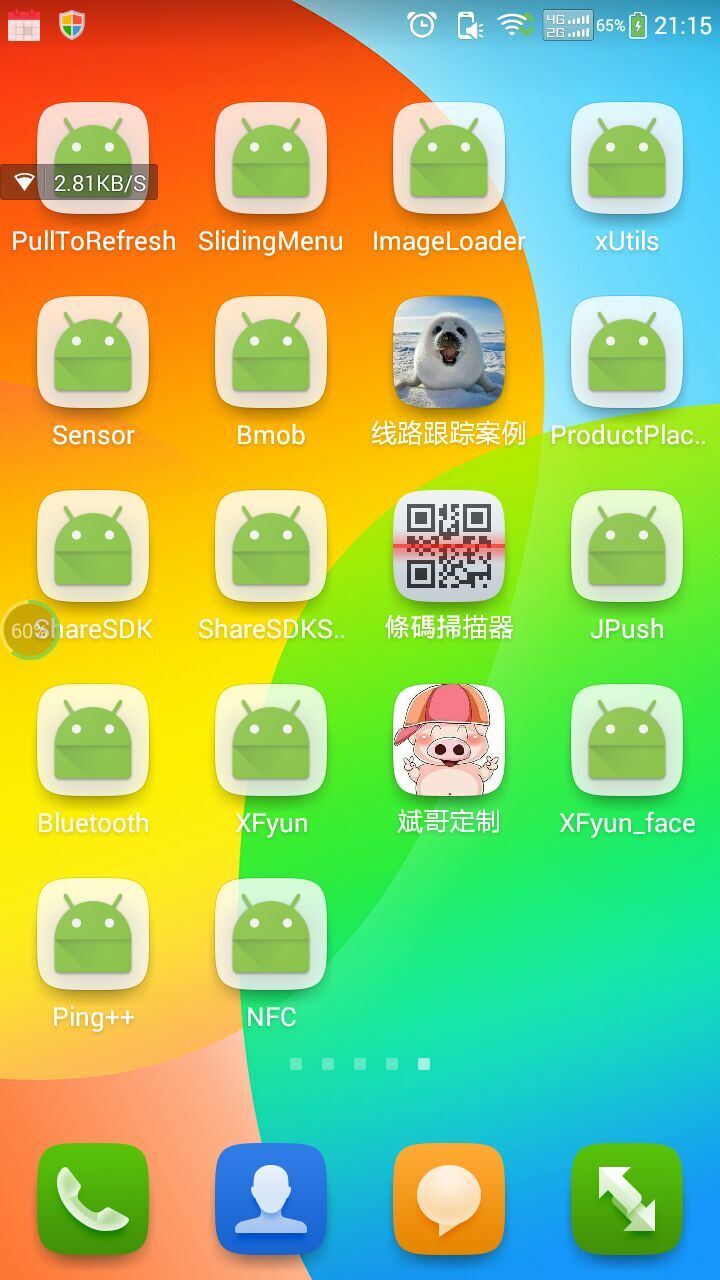 4G
2G
65%
21:15
2.81KB/S
PullToRefresh
SlidingMenu
ImageLoader
xUtils
Sensor
Bmob
线路跟踪案例
ProductPlac..
60%
ShareSDK
ShareSDKS..
條碼掃描器
JPush
Bluetooth
XFyun
斌哥定制
XFyun_face
Ping++
NFC